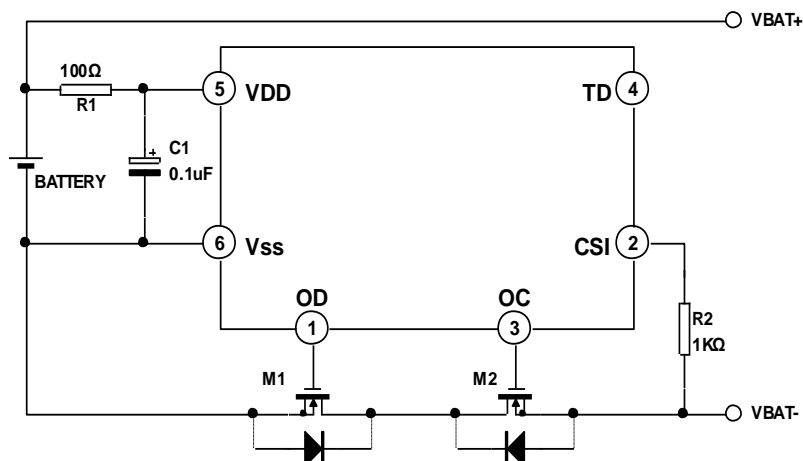 VBAT+
100Ω
R1
5
VDD
TD
4
C1
+
0.1uF
BATTERY
6
Vss
CSI
2
OD
OC
1
3
R2
1KΩ
M1
M2
VBAT-